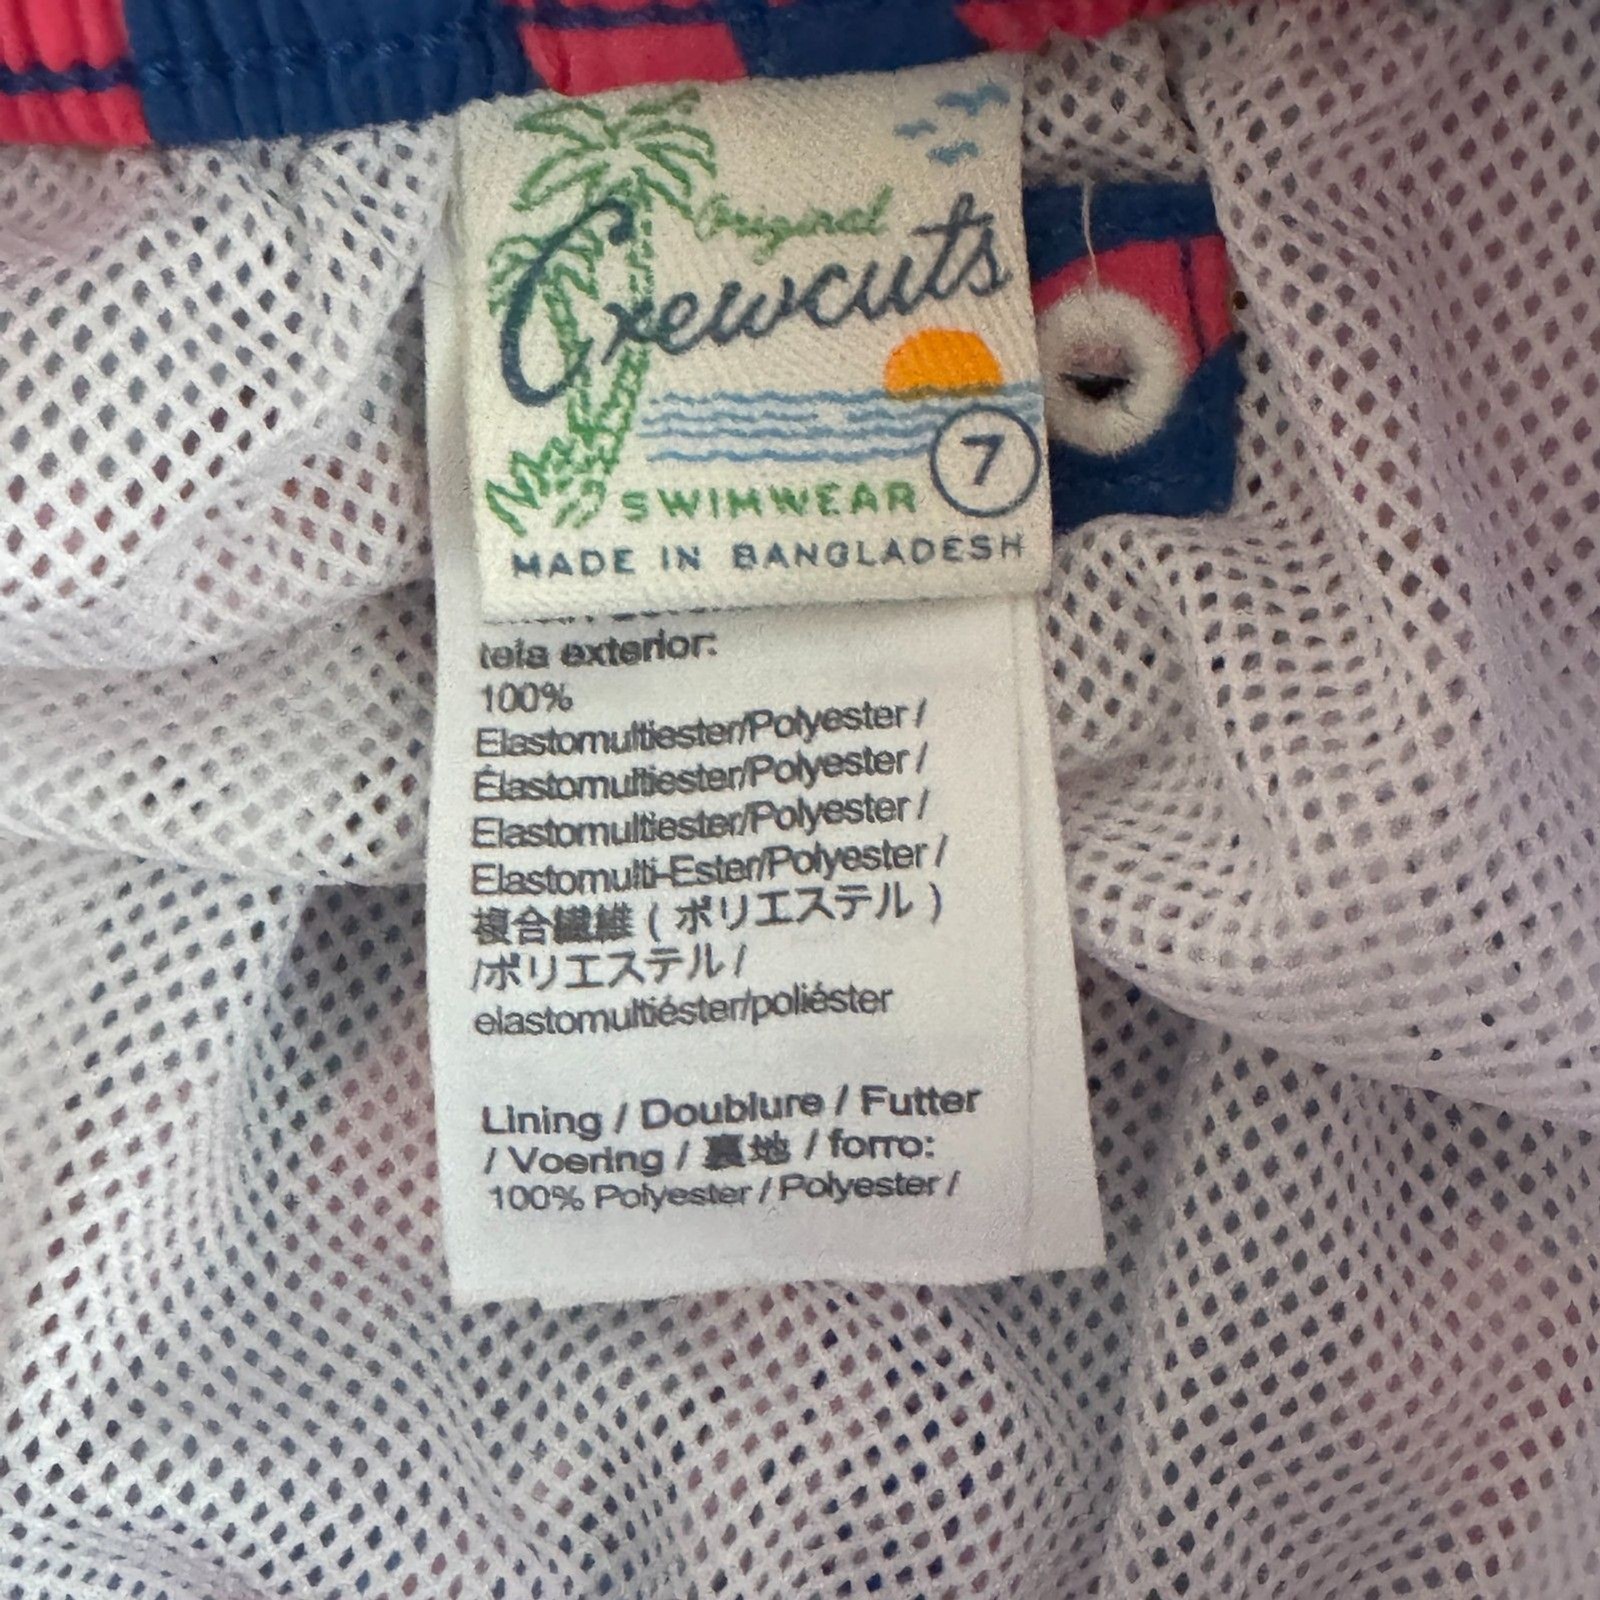 Original
Crewcuts
7
SWIMWEAR
MADE IN BANGLADESH
tela exterior:
100%
Elastomultiester/Polyester /
Élastomultiester/Polyester /
Elastomultiester/Polyester /
Elastomulti-Ester/Polyester /
複合繊維 ( ポリエステル )
/ポリエステル /
elastomultiéster/poliéster
Lining / Doublure / Futter
/ Voering / 裏地 / forro:
100% Polyester / Polyester /